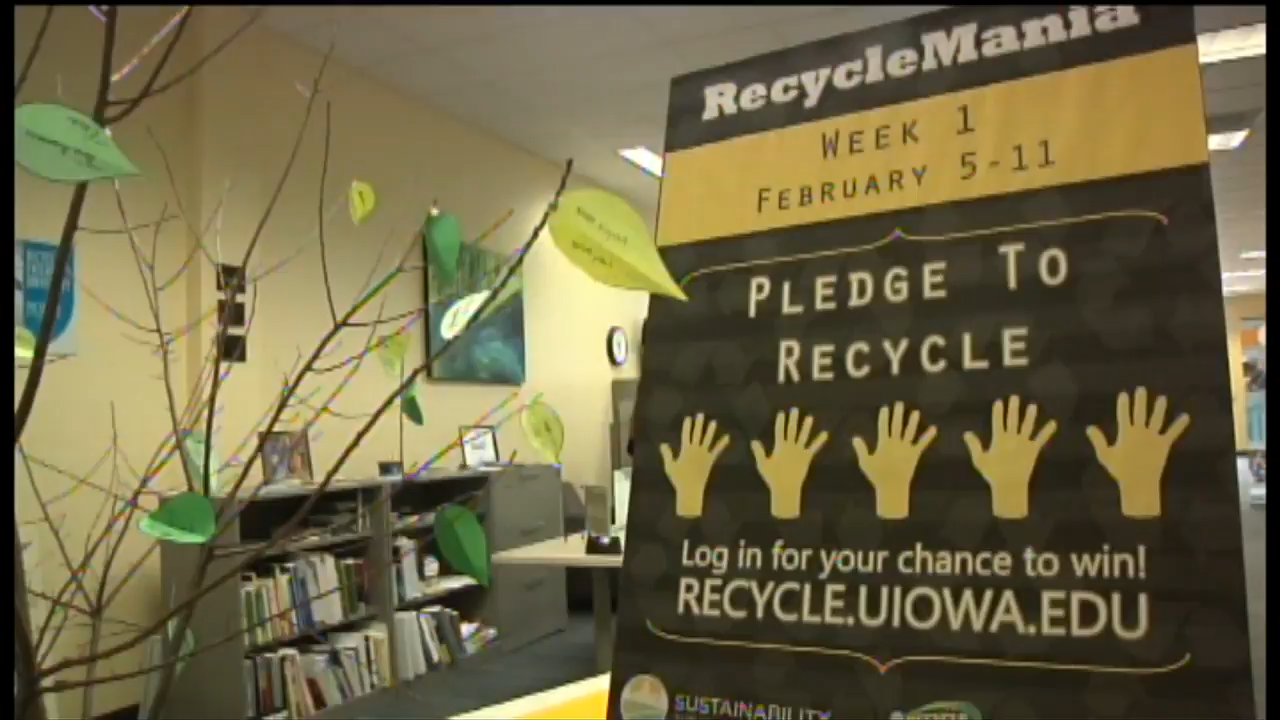 RecycleMania
WEEK 1
FEBRUARY 5-11
PLEDGE TO
RECYCLE
Log in for your chance to win!
RECYCLE.UIOWA.EDU
SUSTAINABILITY